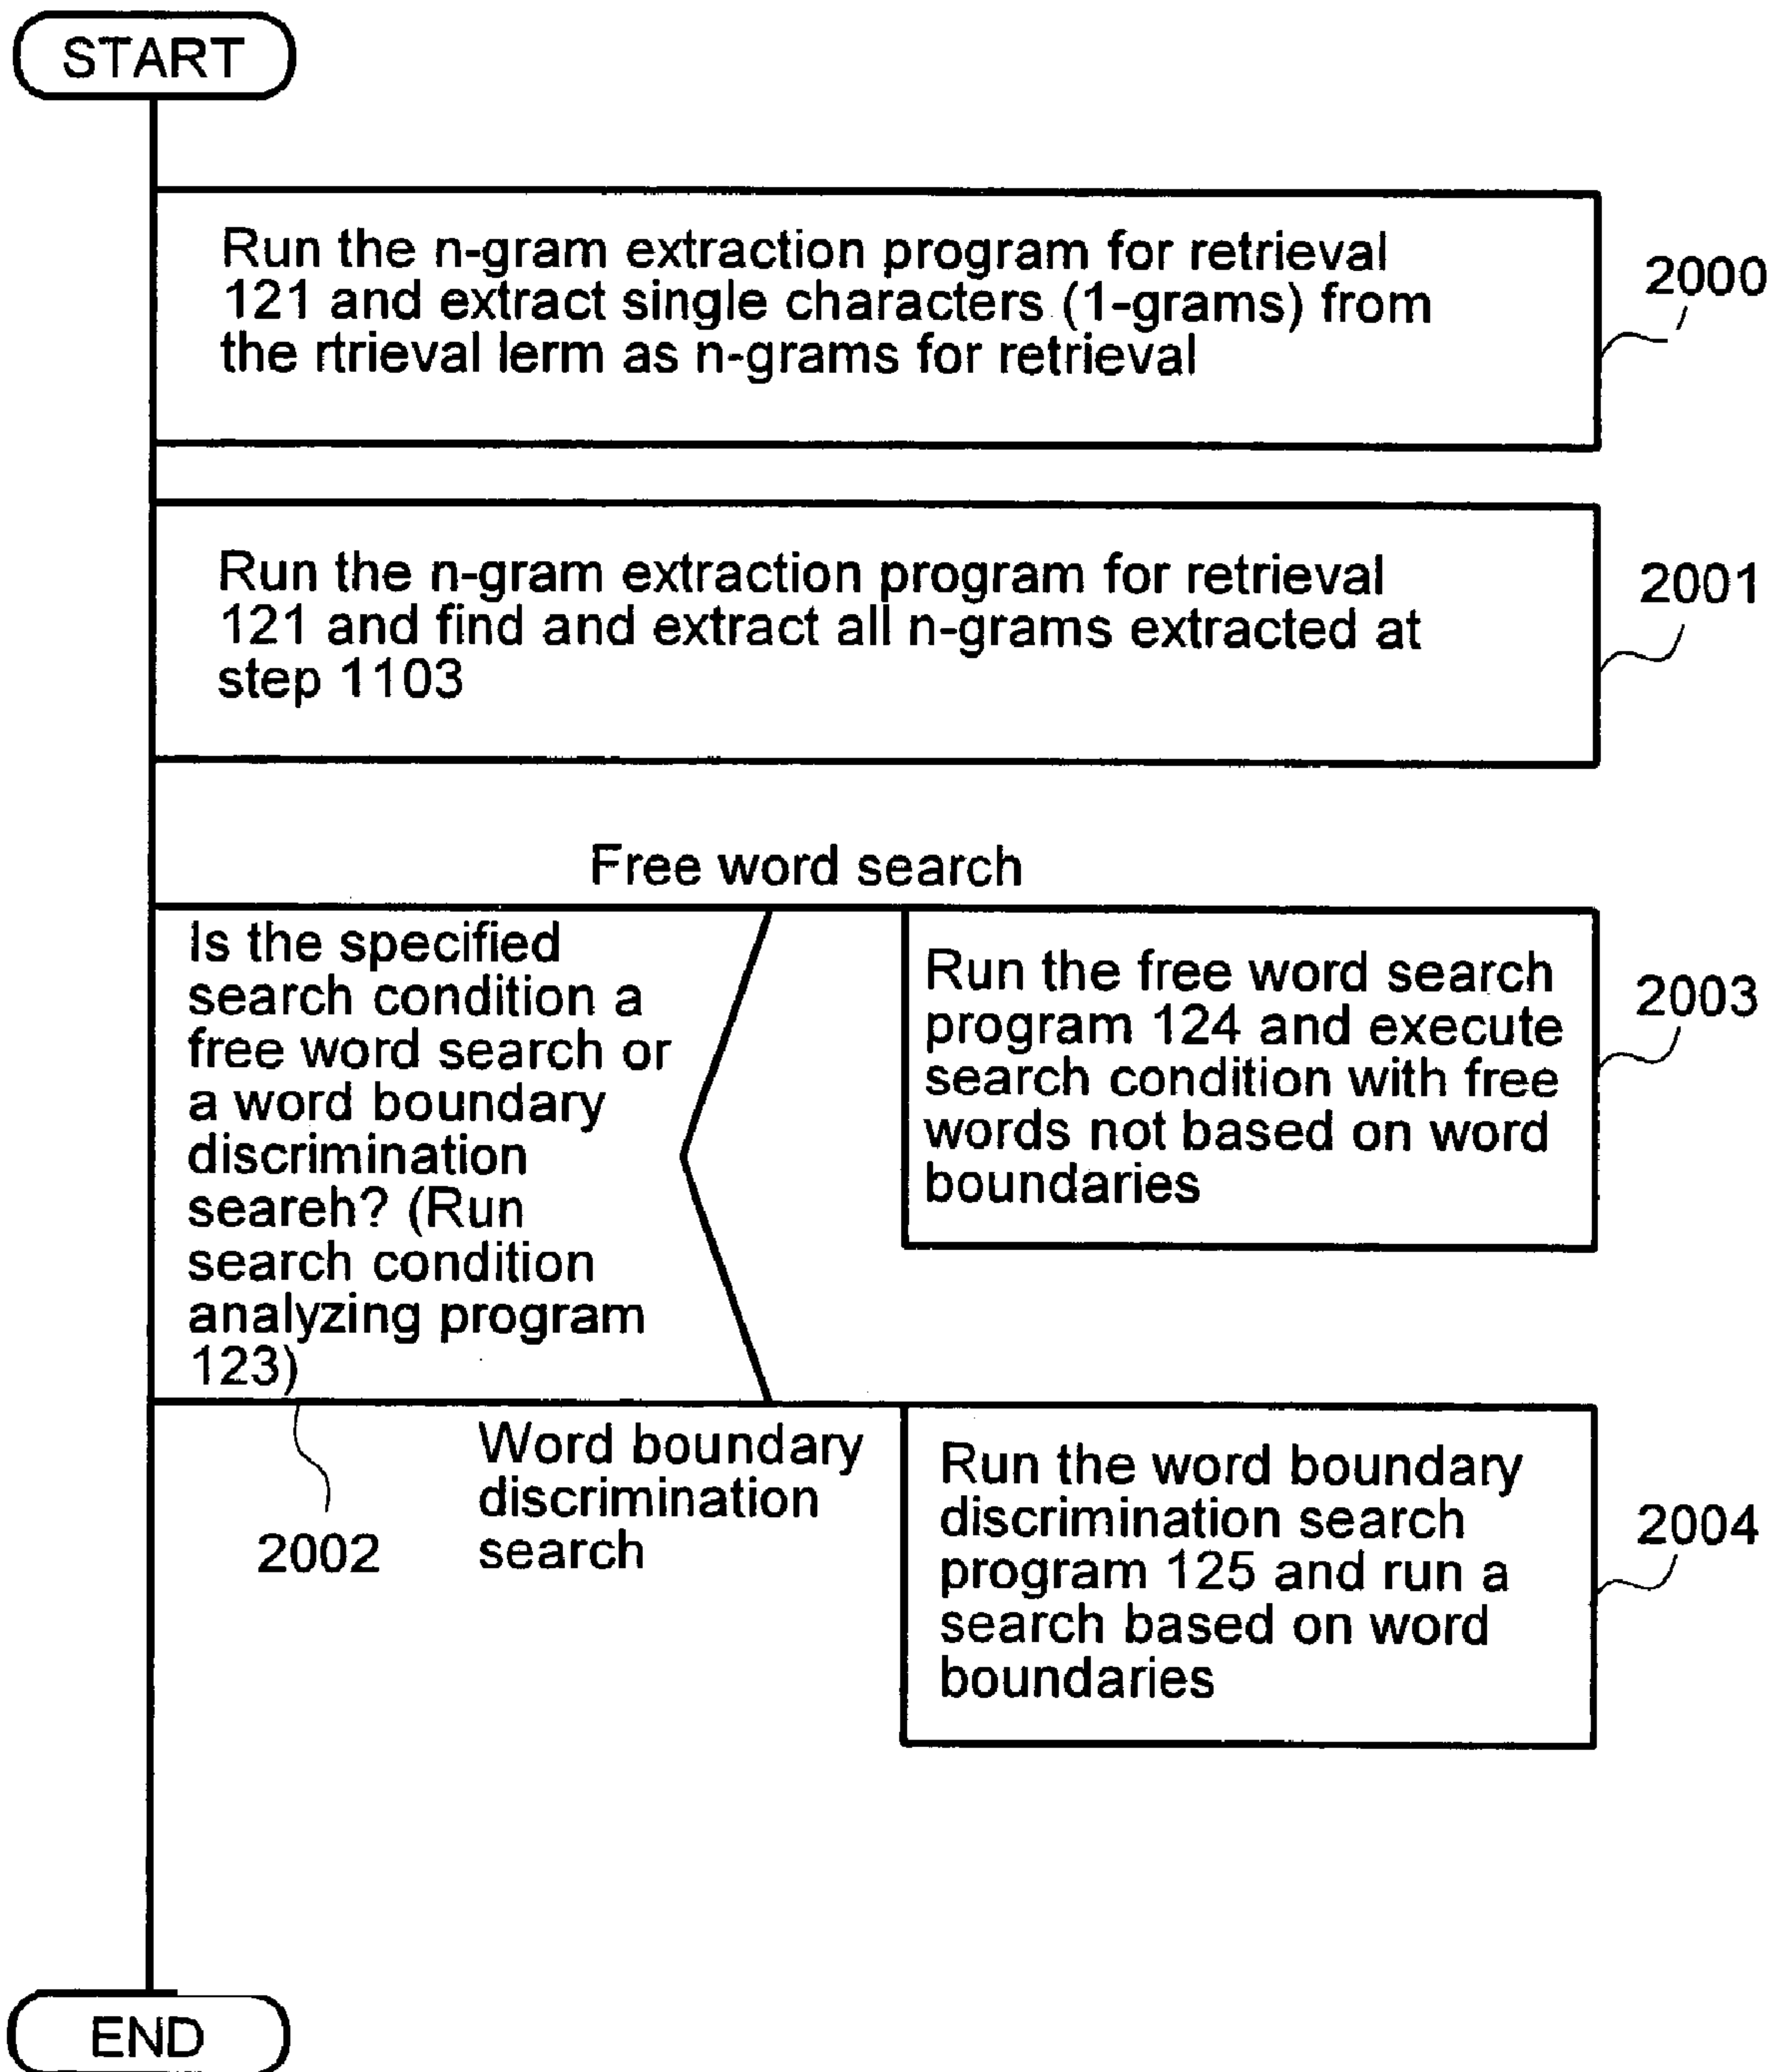 START
Run the n-gram extraction program for retrieval
121 and extract single characters (1-grams) from
the rtrieval lerm as n-grams for retrieval
2000
Run the n-gram extraction program for retrieval
121 and find and extract all n-grams extracted at
step 1103
2001
Free word search
Is the specified
search condition a
free word search or
a word boundary
discrimination
seareh? (Run
search condition
analyzing program
123)
2002
Run the free word search
program 124 and execute
search condition with free
words not based on word
boundaries
2003
Word boundary
discrimination
search
Run the word boundary
discrimination search
program 125 and run a
search based on word
boundaries
2004
END